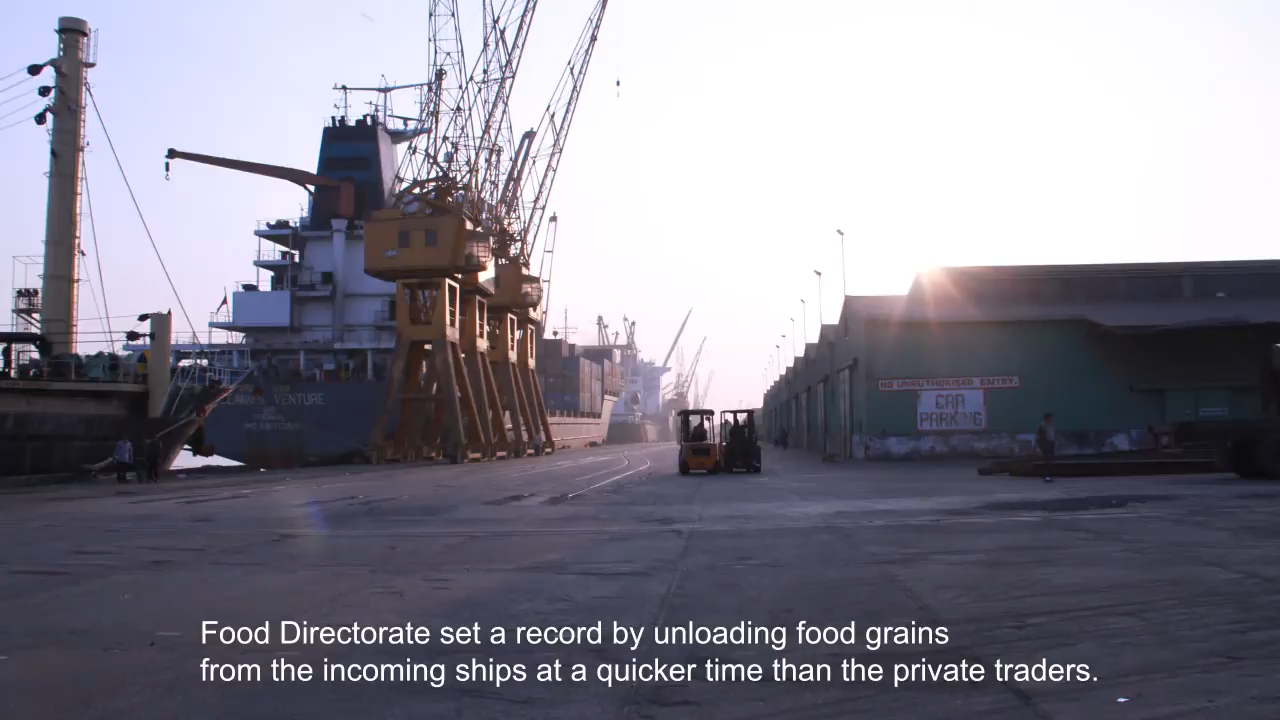 VENTURE
NO UNAUTHORISED ENTRY.
CAR
PARKING
Food Directorate set a record by unloading food grains
from the incoming ships at a quicker time than the private traders.